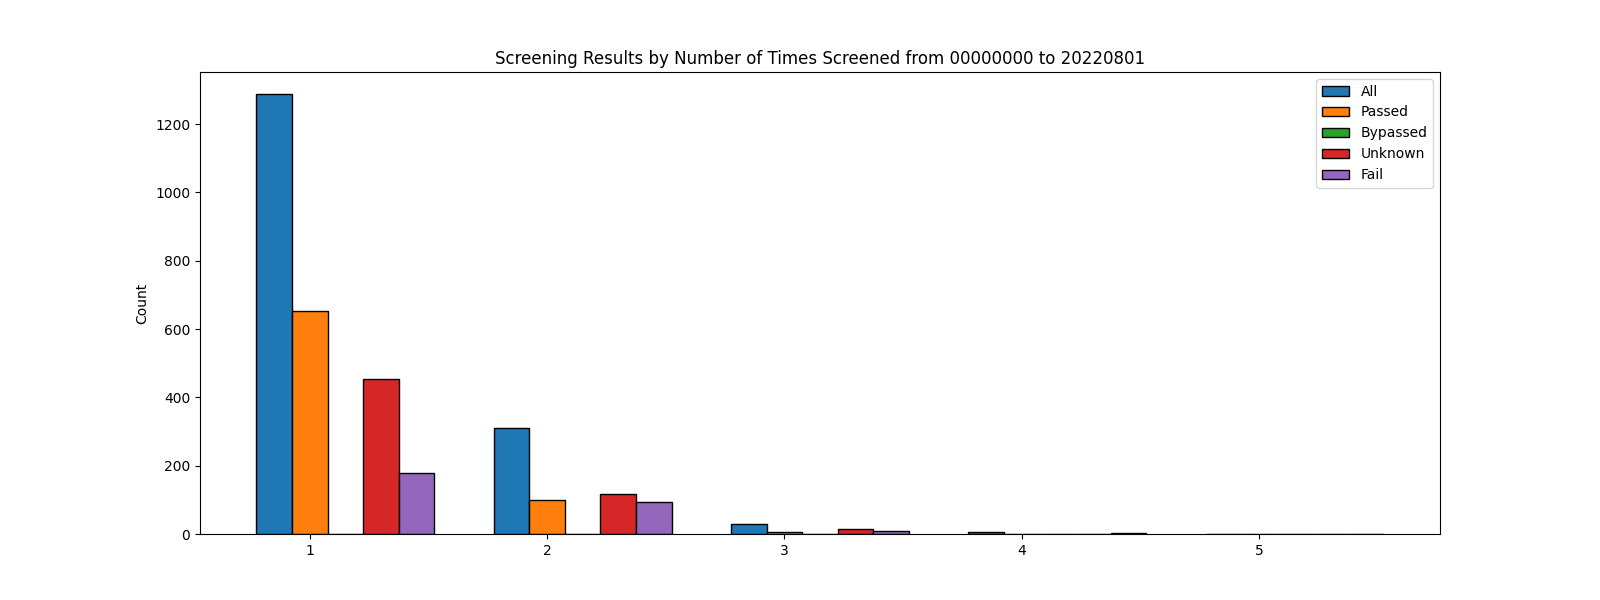 Screening Results by Number of Times Screened from 00000000 to 20220801
All
Passed
Bypassed
Unknown
Fail
Count
1200
1000
800
600
400
200
0
1 2 3 4 5